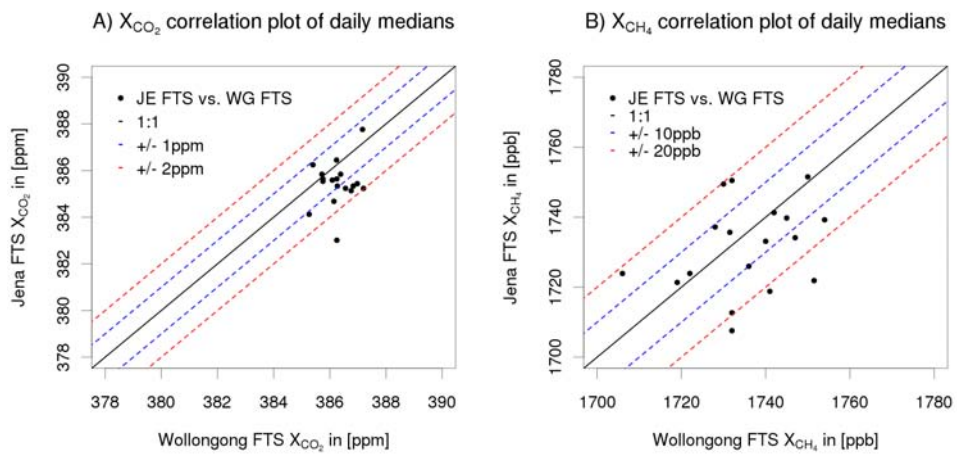 A) XCO2 correlation plot of daily medians
390
388
386
384
382
380
378
Jena FTS XCO2 in [ppm]
JE FTS vs. WG FTS
1:1
+/- 1ppm
+/- 2ppm
378 380 382 384 386 388 390
Wollongong FTS XCO2 in [ppm]
B) XCH4 correlation plot of daily medians
1780
1760
1740
1720
1700
Jena FTS XCH4 in [ppb]
JE FTS vs. WG FTS
1:1
+/- 10ppb
+/- 20ppb
1700 1720 1740 1760 1780
Wollongong FTS XCH4 in [ppb]